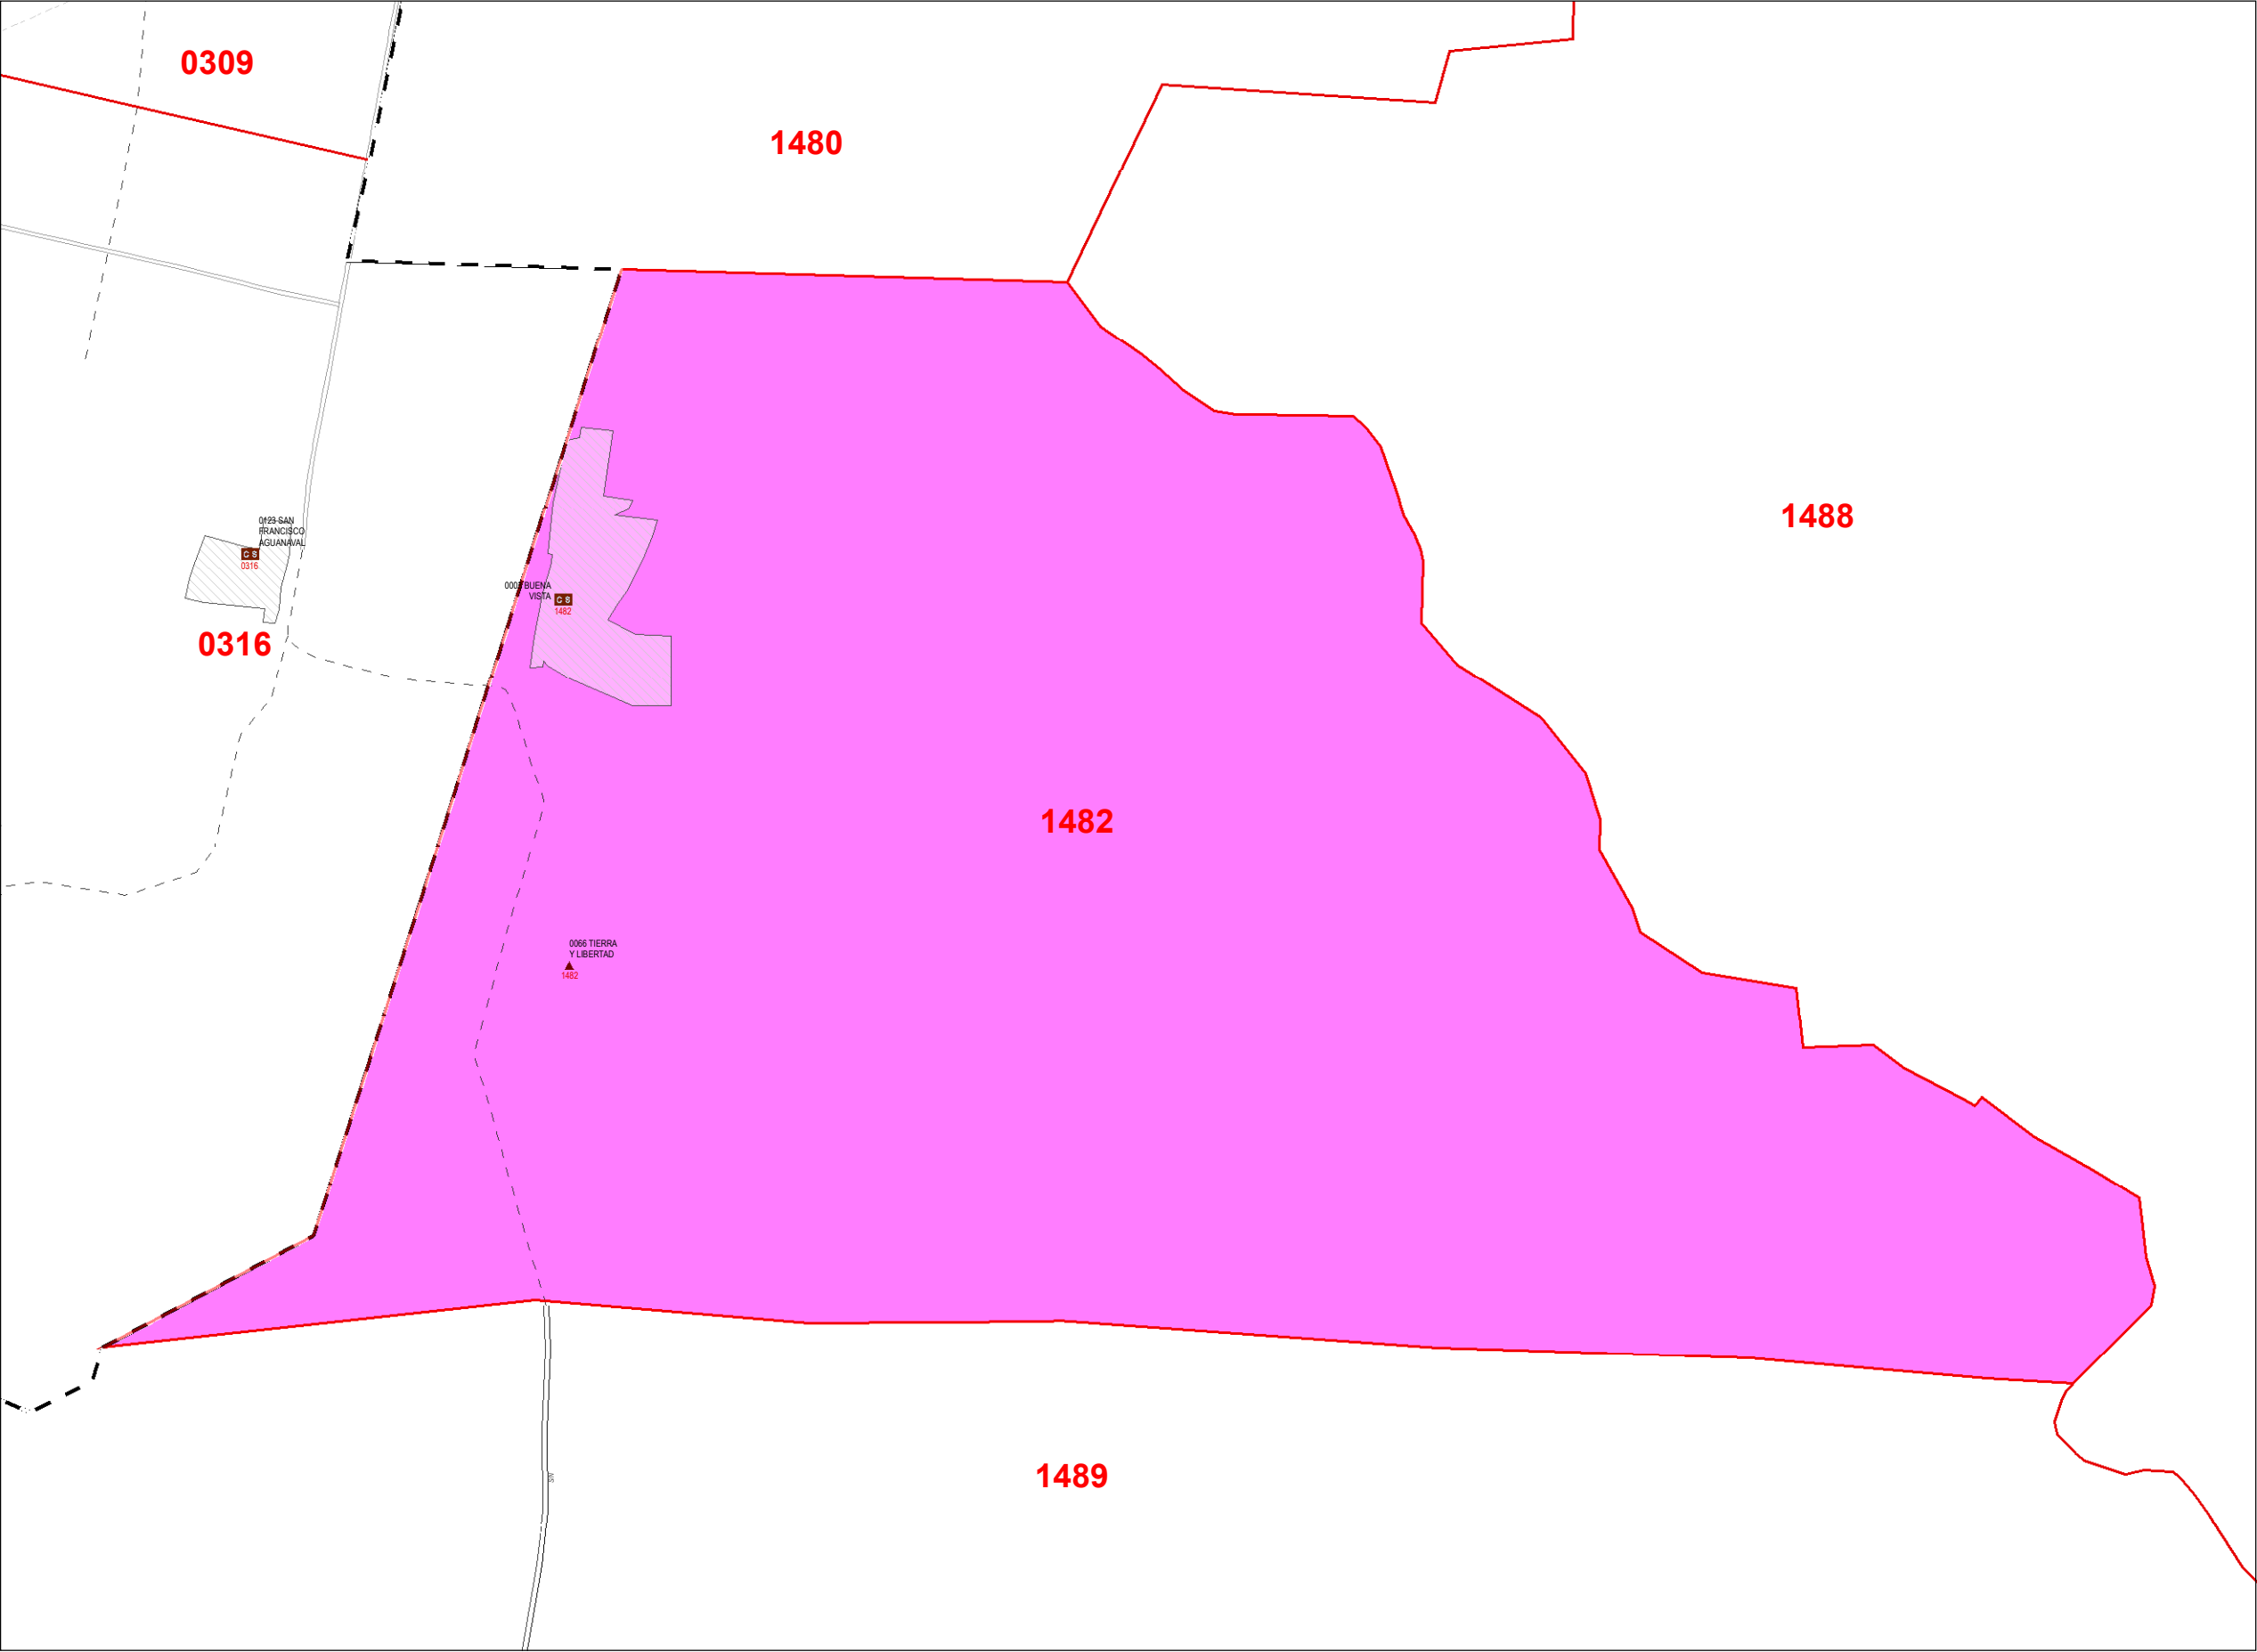 0309
1480
1488
0123 SAN
FRANCISCO
AGUANAVAL
C S
0316
0316
BUENA
VISTA
C S
1482
1482
0066 TIERRA
Y LIBERTAD
1482
1489
S/N